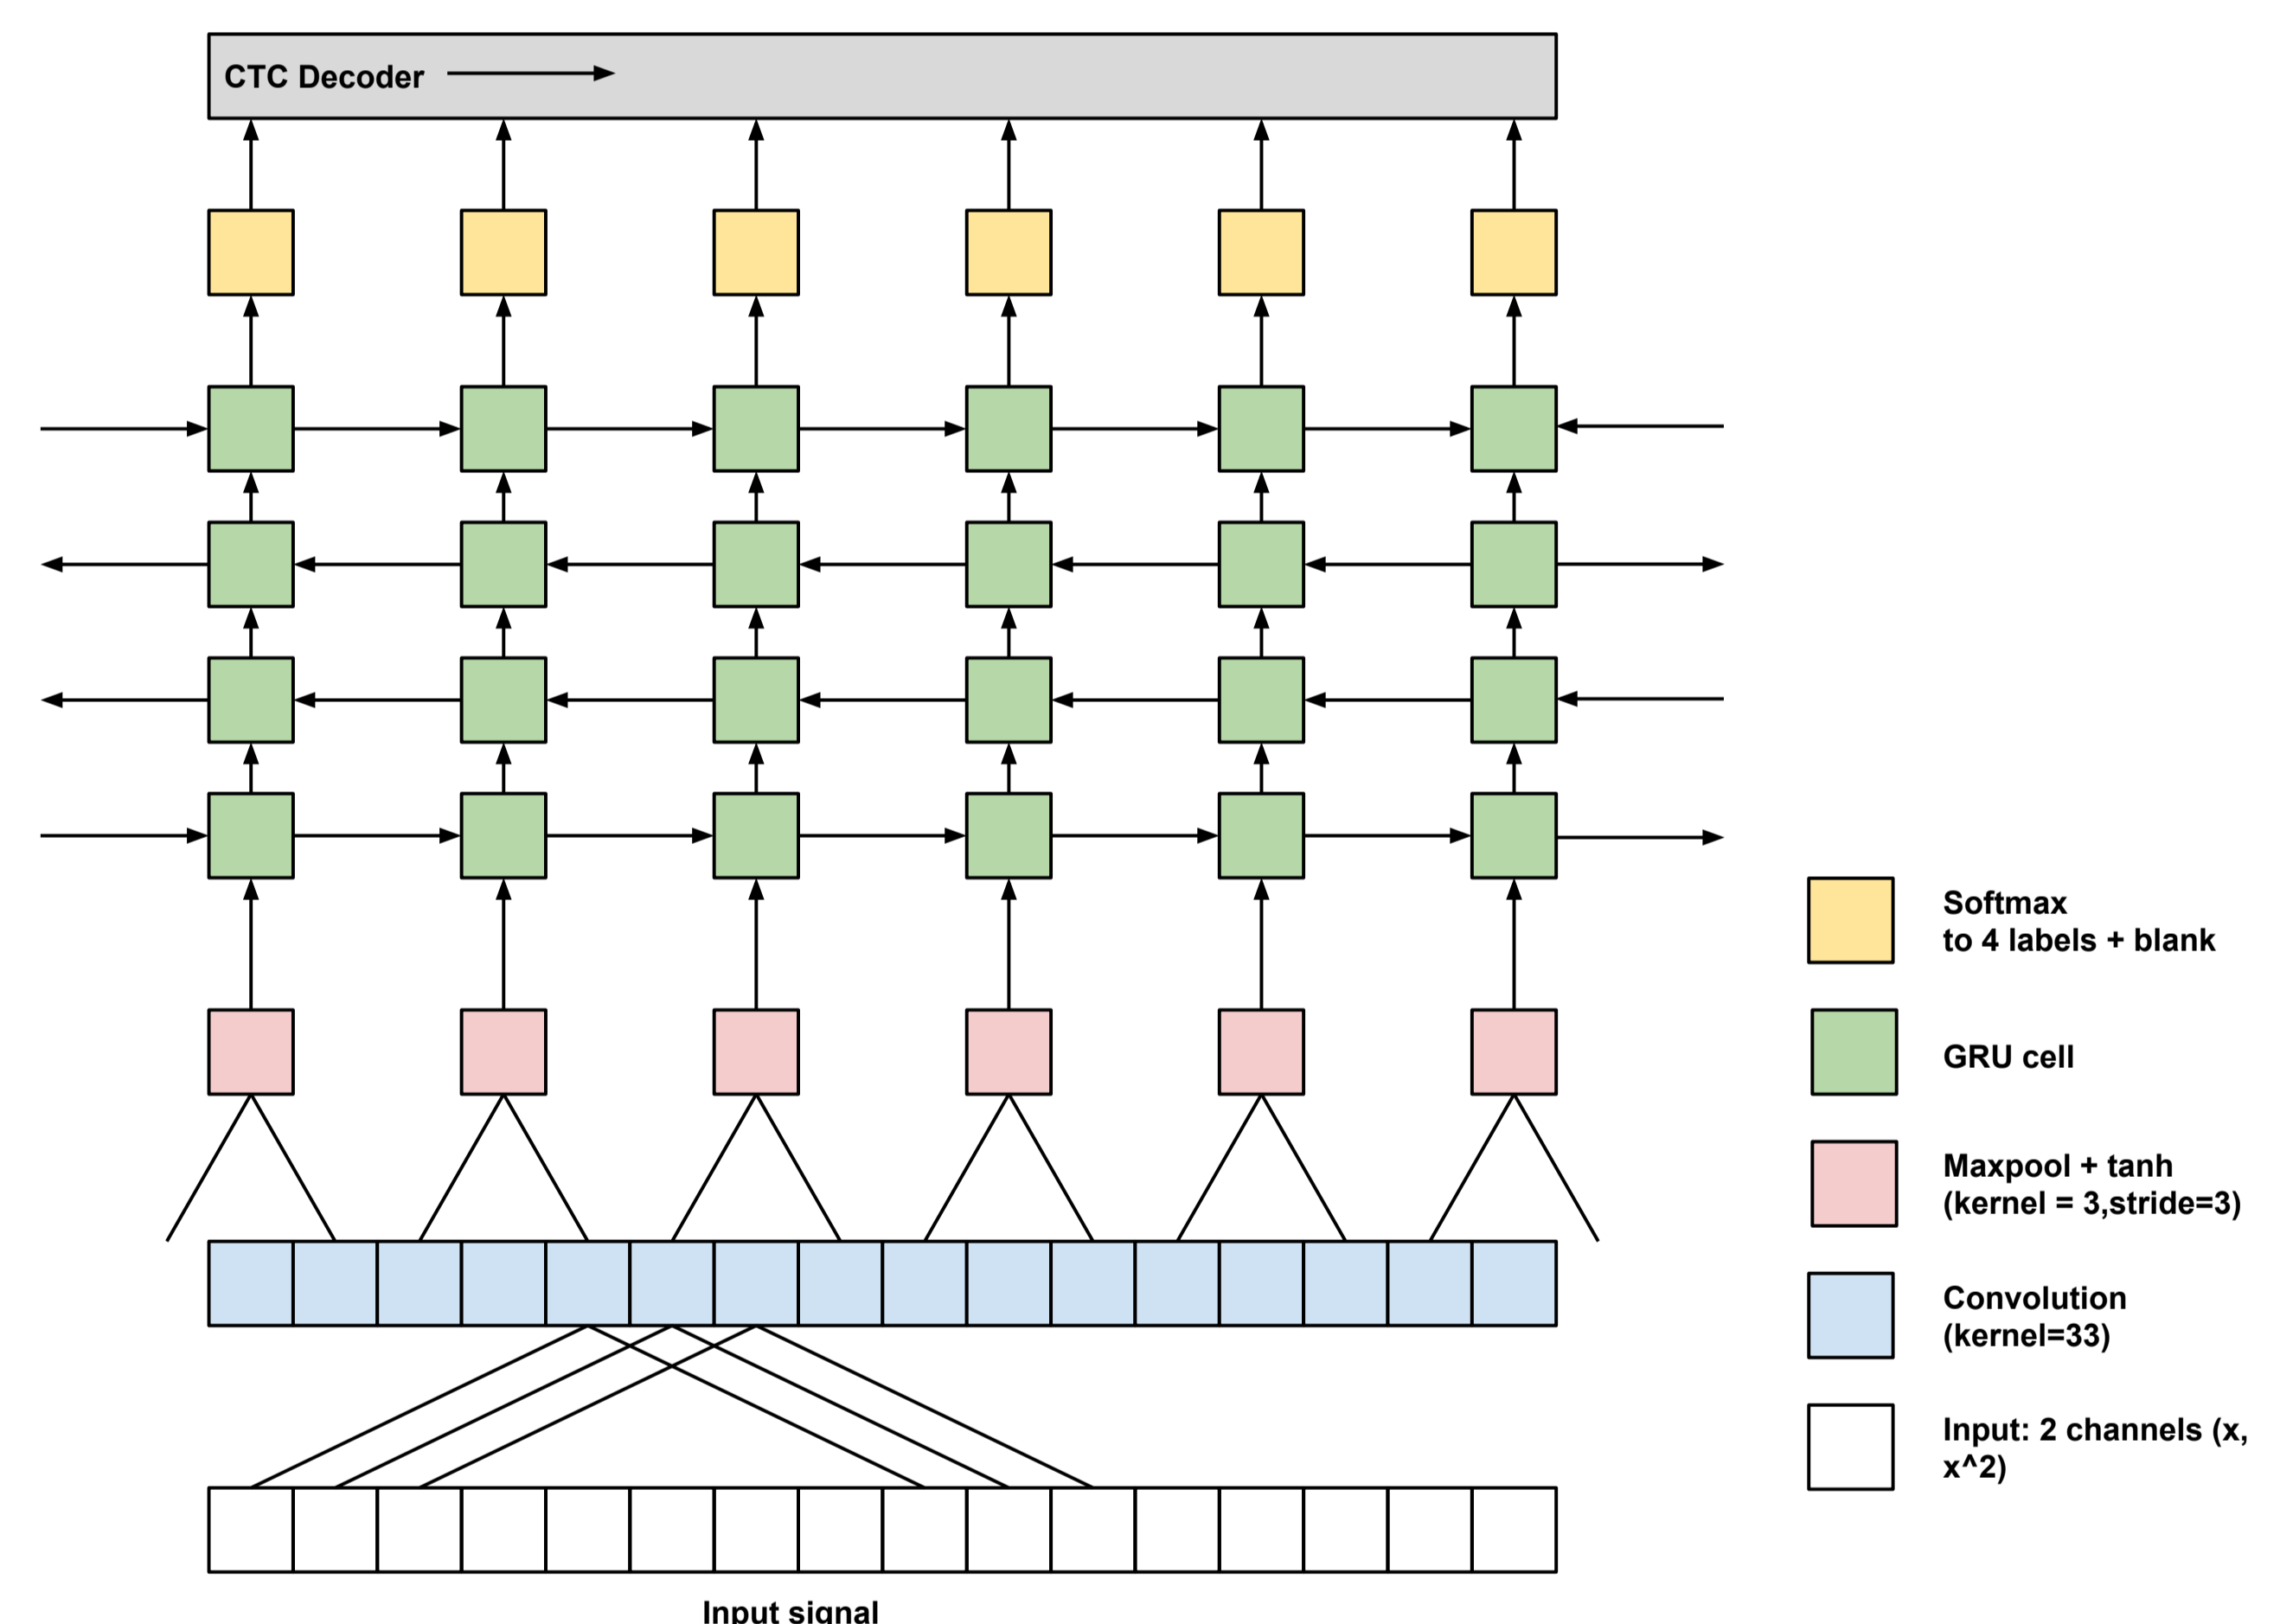 CTC Decoder
Softmax
to 4 labels + blank
GRU cell
Maxpool + tanh
(kernel = 3,stride=3)
Convolution
(kernel=33)
Input: 2 channels (x,
x^2)
Input signal